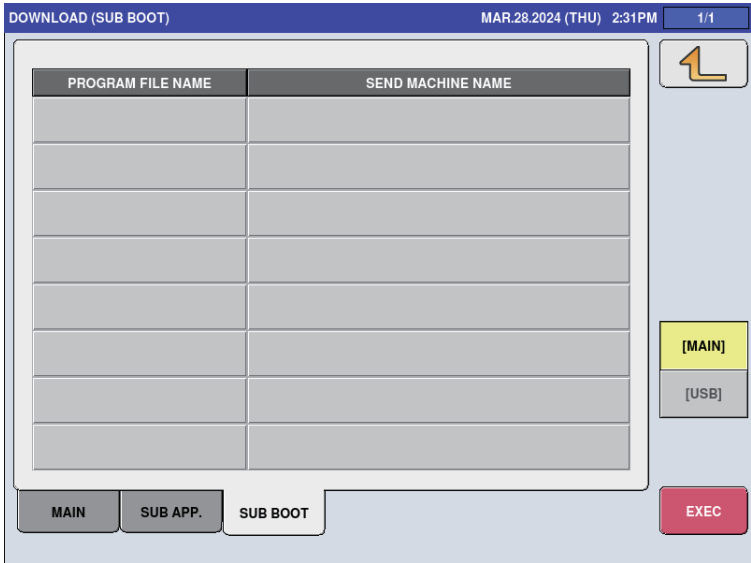 DOWNLOAD (SUB BOOT) MAR.28.2024 (THU) 2:31PM 1/1
PROGRAM FILE NAME SEND MACHINE NAME
[MAIN]
[USB]
MAIN SUB APP. SUB BOOT EXEC